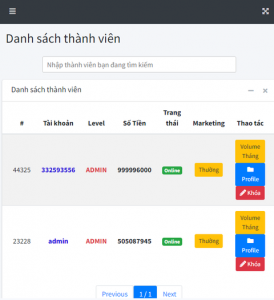 Danh sách thành viên
Nhập thành viên bạn đang tìm kiếm
Danh sách thành viên
# Tài khoản Level Số Tiền Trạng thái Marketing Thao tác
44325 332593556 ADMIN 999996000 Online Thưởng Volume Tháng
Profile
Khóa
23228 admin ADMIN 505087945 Online Thưởng Volume Tháng
Profile
Khóa
Previous 1 / 1 Next